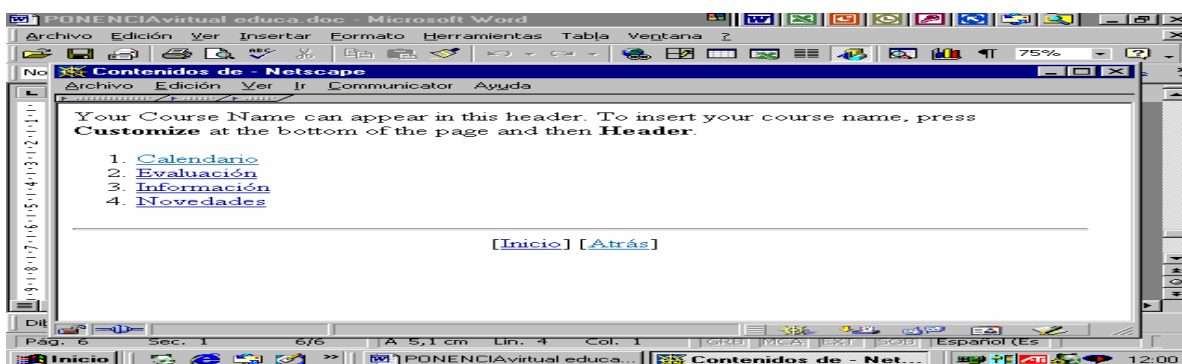 PONENCIAvirtual educa.doc - Microsoft Word
Archivo Edición Ver Insertar Formato Herramientas Tabla Ventana ?
75%
No
Contenidos de - Netscape
Archivo Edición Ver Ir Communicator Ayuda
Your Course Name can appear in this header. To insert your course name, press
Customize at the bottom of the page and then Header.
1. Calendario
2. Evaluación
3. Información
4. Novedades
[Inicio] [Atrás]
Pág. 6 Sec. 1 6/6 A 5,1 cm Lín. 4 Col. 1 GRB MCA EXT SOB Español (Es
Inicio PONENCIAvirtual educa... Contenidos de - Net... 12:00